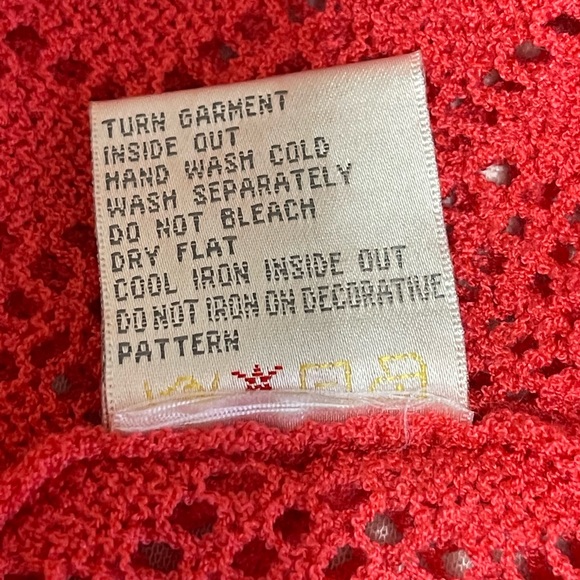 TURN GARMENT
INSIDE OUT
HAND WASH COLD
WASH SEPARATELY
DO NOT BLEACH
DRY FLAT
COOL IRON INSIDE OUT
DO NOT IRON ON DECORATIVE
PATTERN